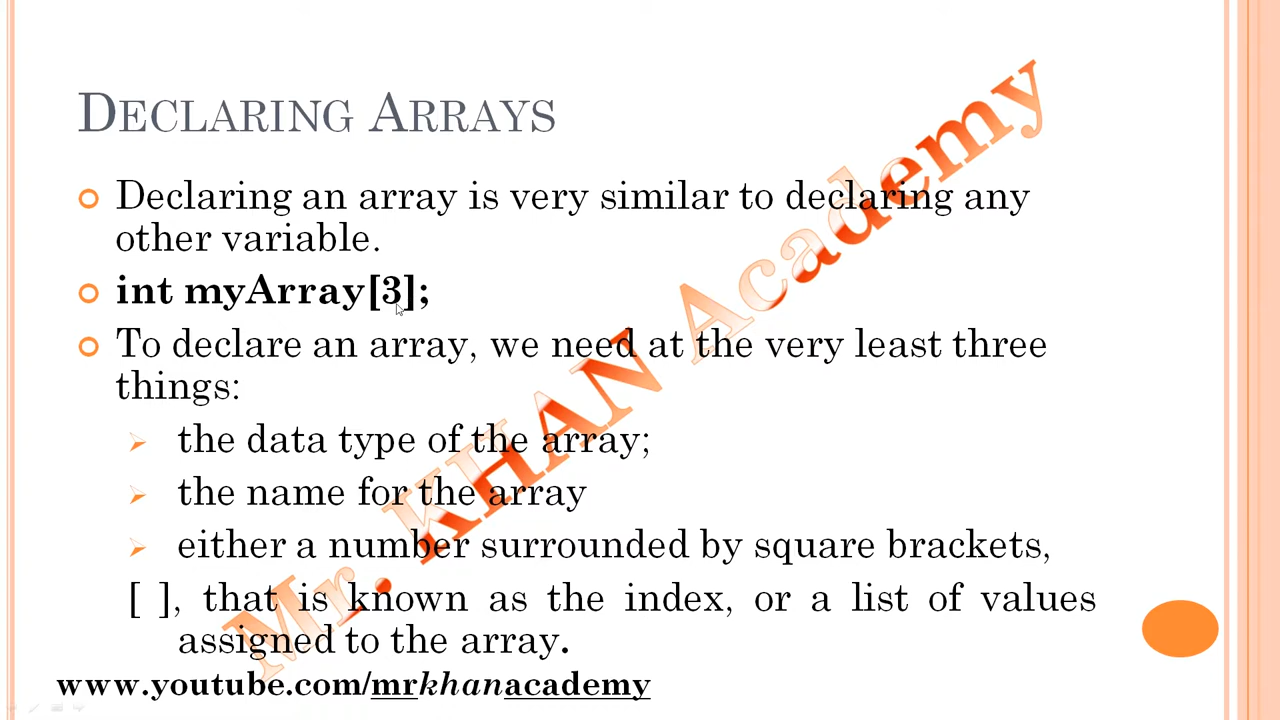 Declaring Arrays
Declaring an array is very similar to declaring any
other variable.
int myArray[3];
To declare an array, we need at the very least three
things:
the data type of the array;
the name for the array
either a number surrounded by square brackets,
[ ], that is known as the index, or a list of values
assigned to the array.
www.youtube.com/mrkhanacademy
Mr. KHAN Academy